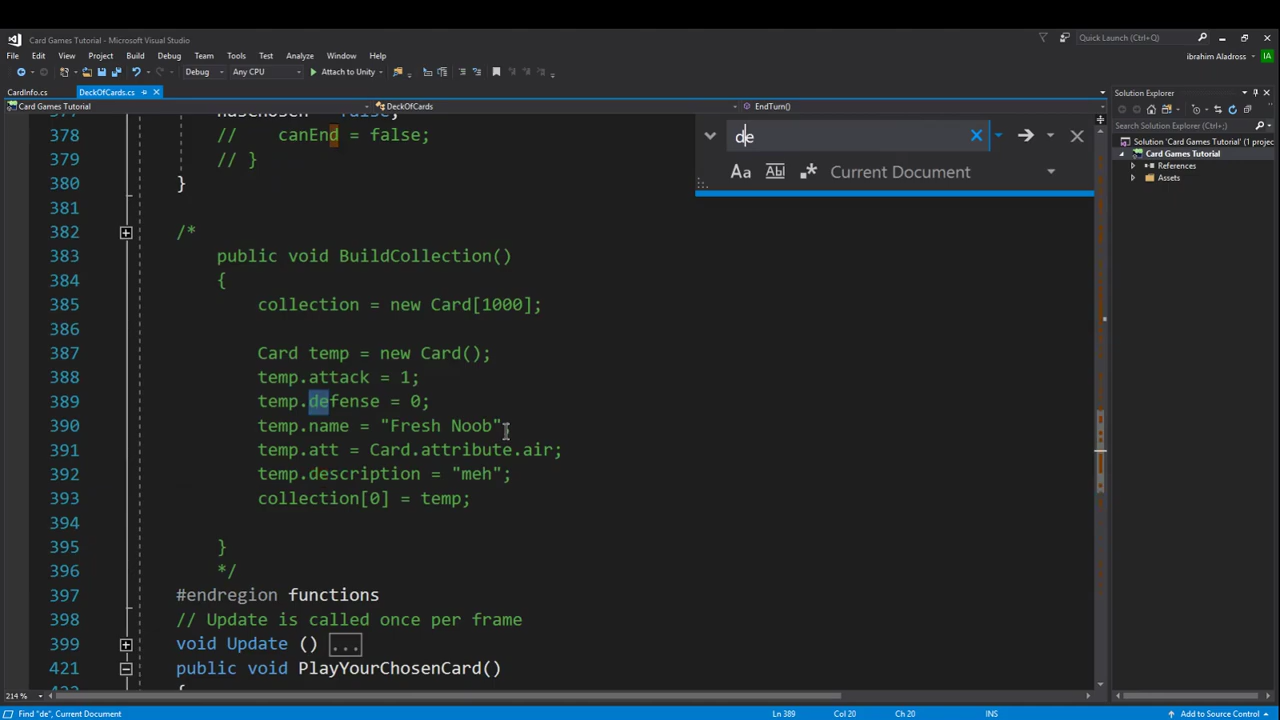 Card Games Tutorial - Microsoft Visual Studio
Quick Launch (Ctrl+Q)
File Edit View Project Build Debug Team Tools Test Analyze Window Help
ibrahim Aladross
IA
Debug Any CPU Attach to Unity
CardInfo.cs DeckOfCards.cs
Card Games Tutorial DeckOfCards EndTurn()
378 // canEnd = false;
379 // }
380 }
381
382 /*
383 public void BuildCollection()
384 {
385 collection = new Card[1000];
386
387 Card temp = new Card();
388 temp.attack = 1;
389 temp.defense = 0;
390 temp.name = "Fresh Noob";
391 temp.att = Card.attribute.air;
392 temp.description = "meh";
393 collection[0] = temp;
394
395 }
396 */
397 #endregion functions
398 // Update is called once per frame
399 void Update () ...
421 public void PlayYourChosenCard()
de
Aa Abl Current Document
Solution Explorer
Search Solution Explorer (Ctrl+;)
Solution 'Card Games Tutorial' (1 projec
Card Games Tutorial
References
Assets
214 %
Find "de", Current Document Ln 389 Col 20 Ch 20 INS Add to Source Control